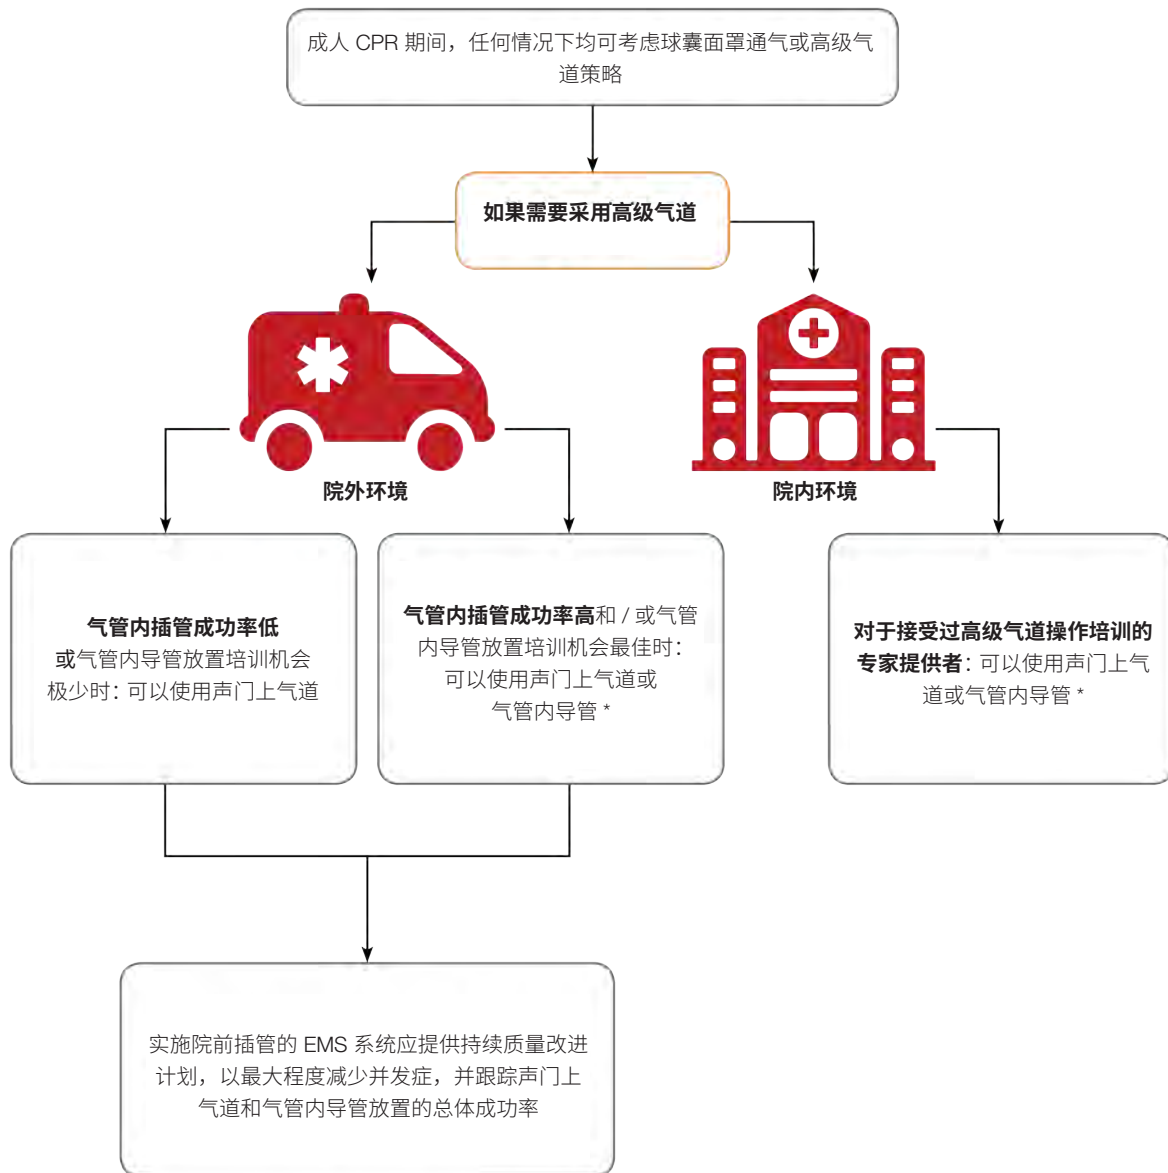 成人 CPR 期间，任何情况下均可考虑球囊面罩通气或高级气
道策略
如果需要采用高级气道
院外环境
院内环境
气管内插管成功率低
或气管内导管放置培训机会
极少时：可以使用声门上气道
气管内插管成功率高和 / 或气管
内导管放置培训机会最佳时：
可以使用声门上气道或
气管内导管 *
对于接受过高级气道操作培训的
专家提供者：可以使用声门上气
道或气管内导管 *
实施院前插管的 EMS 系统应提供持续质量改进
计划，以最大程度减少并发症，并跟踪声门上
气道和气管内导管放置的总体成功率